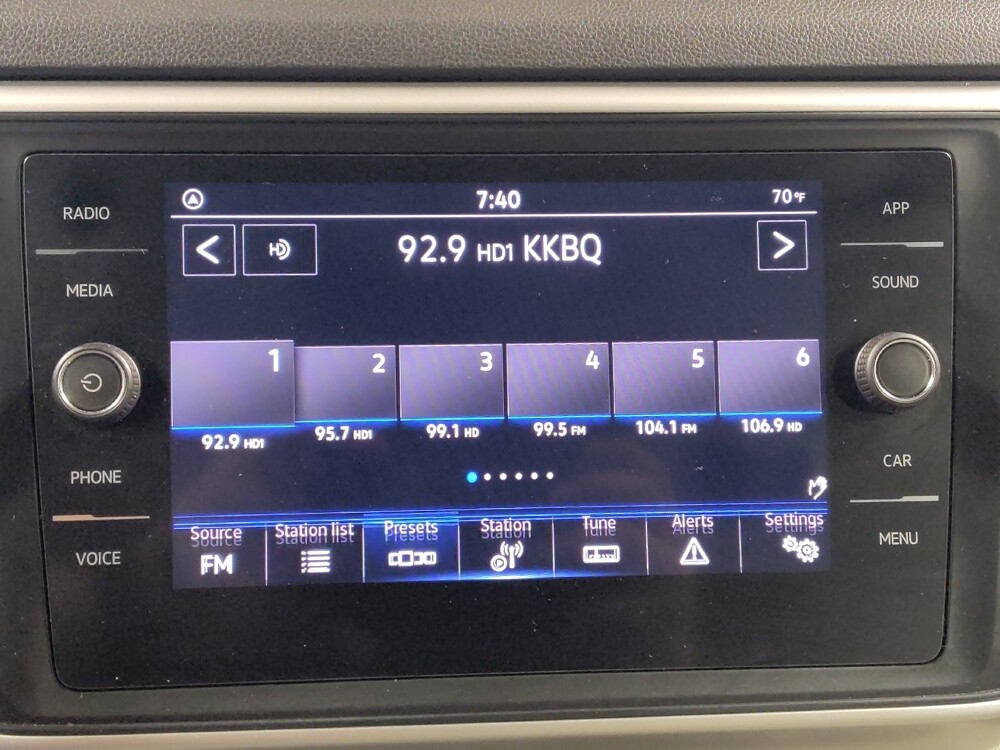 RADIO
MEDIA
PHONE
VOICE
7:40
70°F
< HD 92.9 HD1 KKBQ >
1 2 3 4 5 6
92.9 HD1 95.7 HD1 99.1 HD 99.5 FM 104.1 FM 106.9 HD
Source Station list Presets Station Tune Alerts Settings
FM
APP
SOUND
CAR
MENU